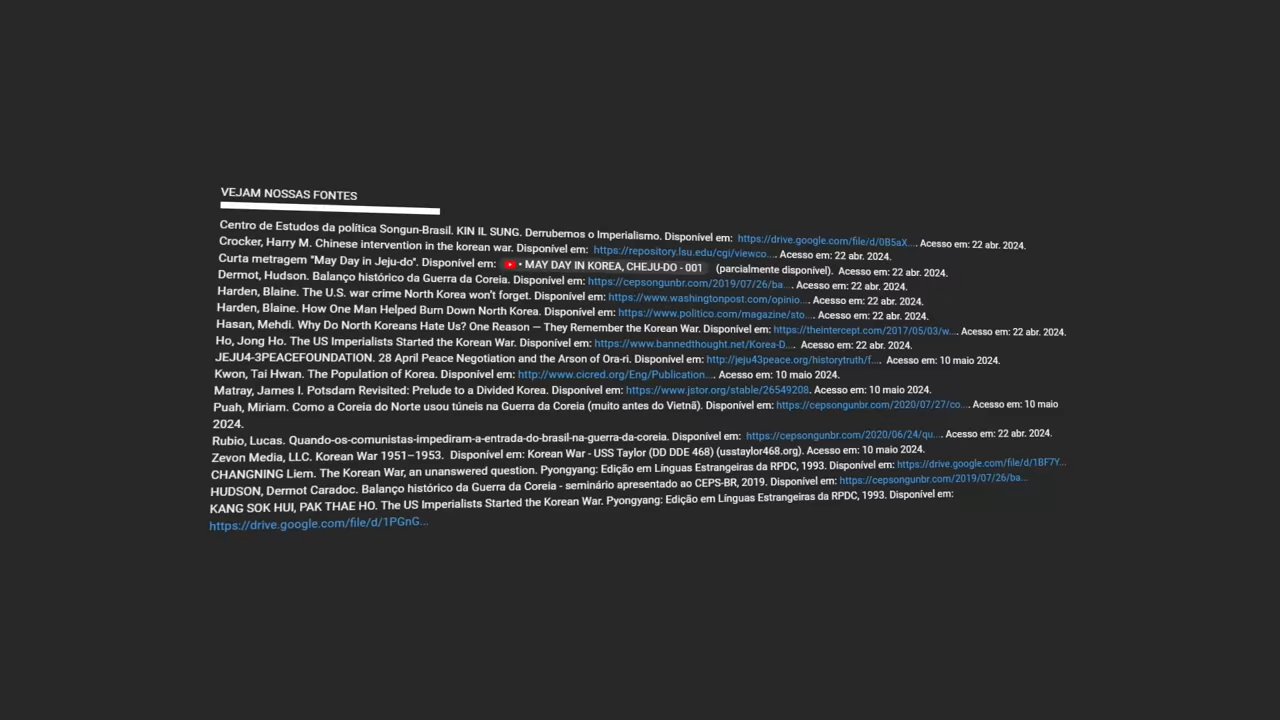 VEJAM NOSSAS FONTES
Centro de Estudos da política Songun-Brasil. KIN IL SUNG. Derrubemos o Imperialismo. Disponível em: https://drive.google.com/file/d/0B5aX.... Acesso em: 22 abr. 2024.
Crocker, Harry M. Chinese intervention in the korean war. Disponível em: https://repository.lsu.edu/cgi/viewco.... Acesso em: 22 abr. 2024.
Curta metragem "May Day in Jeju-do". Disponível em: • MAY DAY IN KOREA, CHEJU-DO - 001 (parcialmente disponível). Acesso em: 22 abr. 2024.
Dermot, Hudson. Balanço histórico da Guerra da Coreia. Disponível em: https://cepsongunbr.com/2019/07/26/ba.... Acesso em: 22 abr. 2024.
Harden, Blaine. The U.S. war crime North Korea won't forget. Disponível em: https://www.washingtonpost.com/opinio.... Acesso em: 22 abr. 2024.
Harden, Blaine. How One Man Helped Burn Down North Korea. Disponível em: https://www.politico.com/magazine/sto.... Acesso em: 22 abr. 2024.
Hasan, Mehdi. Why Do North Koreans Hate Us? One Reason — They Remember the Korean War. Disponível em: https://theintercept.com/2017/05/03/w.... Acesso em: 22 abr. 2024.
Ho, Jong Ho. The US Imperialists Started the Korean War. Disponível em: https://www.bannedthought.net/Korea-D.... Acesso em: 22 abr. 2024.
JEJU4-3PEACEFOUNDATION. 28 April Peace Negotiation and the Arson of Ora-ri. Disponível em: http://jeju43peace.org/historytruth/f.... Acesso em: 10 maio 2024.
Kwon, Tai Hwan. The Population of Korea. Disponível em: http://www.cicred.org/Eng/Publication.... Acesso em: 10 maio 2024.
Matray, James I. Potsdam Revisited: Prelude to a Divided Korea. Disponível em: https://www.jstor.org/stable/26549208. Acesso em: 10 maio 2024.
Puah, Miriam. Como a Coreia do Norte usou túneis na Guerra da Coreia (muito antes do Vietnã). Disponível em: https://cepsongunbr.com/2020/07/27/co.... Acesso em: 10 maio
2024.
Rubio, Lucas. Quando-os-comunistas-impediram-a-entrada-do-brasil-na-guerra-da-coreia. Disponível em: https://cepsongunbr.com/2020/06/24/qu.... Acesso em: 22 abr. 2024.
Zevon Media, LLC. Korean War 1951–1953. Disponível em: Korean War - USS Taylor (DD DDE 468) (usstaylor468.org). Acesso em: 10 maio 2024.
CHANGNING Liem. The Korean War, an unanswered question. Pyongyang: Edição em Línguas Estrangeiras da RPDC, 1993. Disponível em: https://drive.google.com/file/d/1BF7Y...
HUDSON, Dermot Caradoc. Balanço histórico da Guerra da Coreia - seminário apresentado ao CEPS-BR, 2019. Disponível em: https://cepsongunbr.com/2019/07/26/ba...
KANG SOK HUI, PAK THAE HO. The US Imperialists Started the Korean War. Pyongyang: Edição em Línguas Estrangeiras da RPDC, 1993. Disponível em:
https://drive.google.com/file/d/1PGnG...